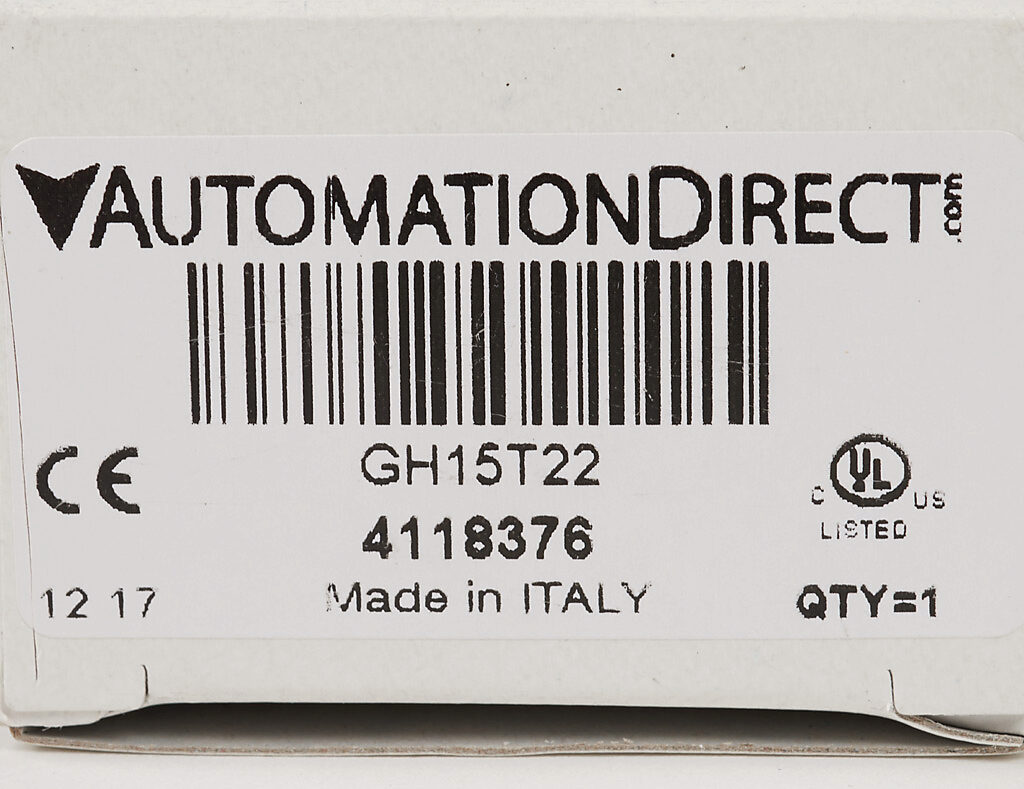 AUTOMATIONDIRECT.com
GH15T22
4118376
CE
C UL US
LISTED
Made in ITALY
12 17
QTY=1